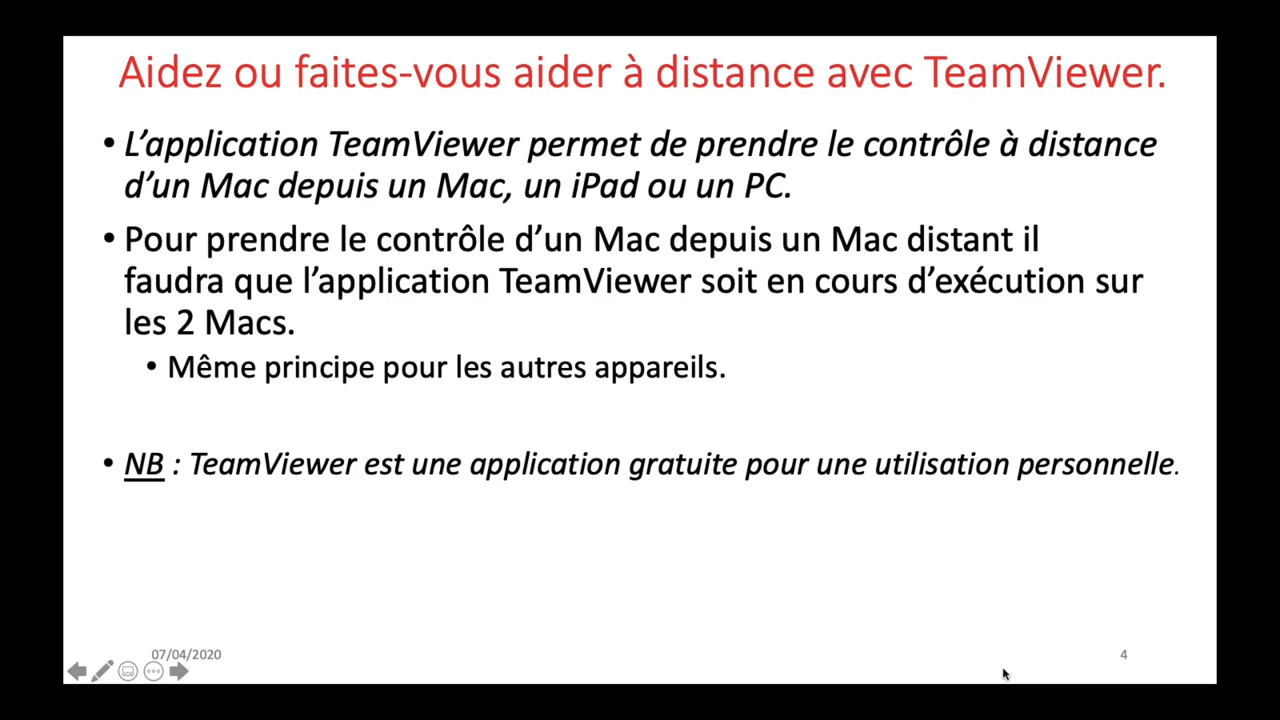 Aidez ou faites-vous aider à distance avec TeamViewer.
• L’application TeamViewer permet de prendre le contrôle à distance
d’un Mac depuis un Mac, un iPad ou un PC.
• Pour prendre le contrôle d’un Mac depuis un Mac distant il
faudra que l’application TeamViewer soit en cours d’exécution sur
les 2 Macs.
• Même principe pour les autres appareils.
• NB : TeamViewer est une application gratuite pour une utilisation personnelle.
07/04/2020
4